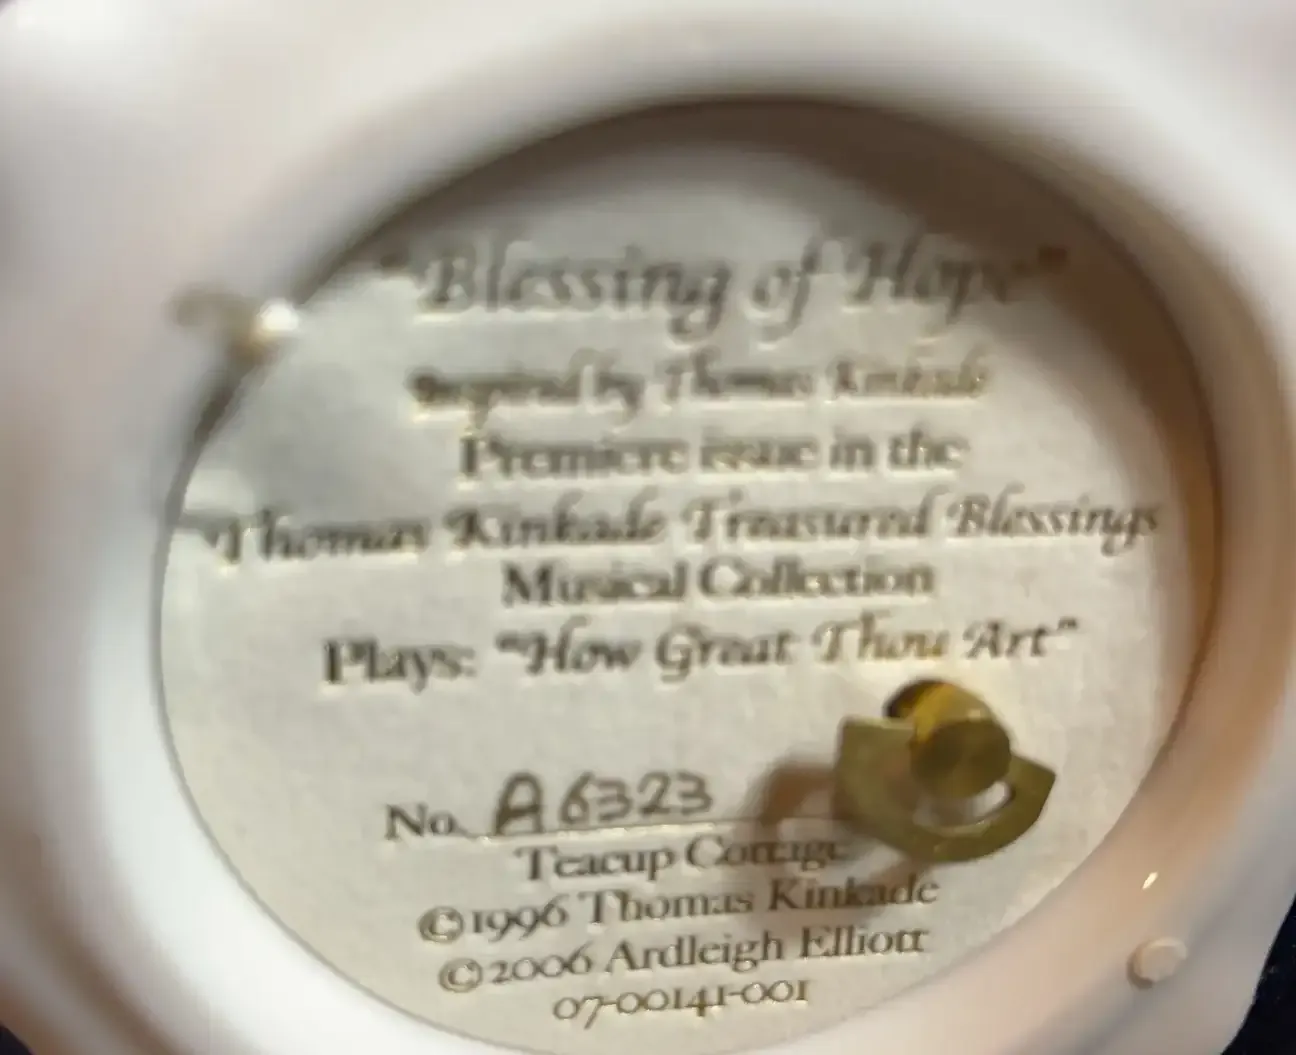 "Blessing of Hope"
Inspired by Thomas Kinkade
Premiere issue in the
Thomas Kinkade Treasured Blessings
Musical Collection
Plays: "How Great Thou Art"
No. A 6323
Teacup Cottage
©1996 Thomas Kinkade
©2006 Ardleigh Elliott
07-00141-001